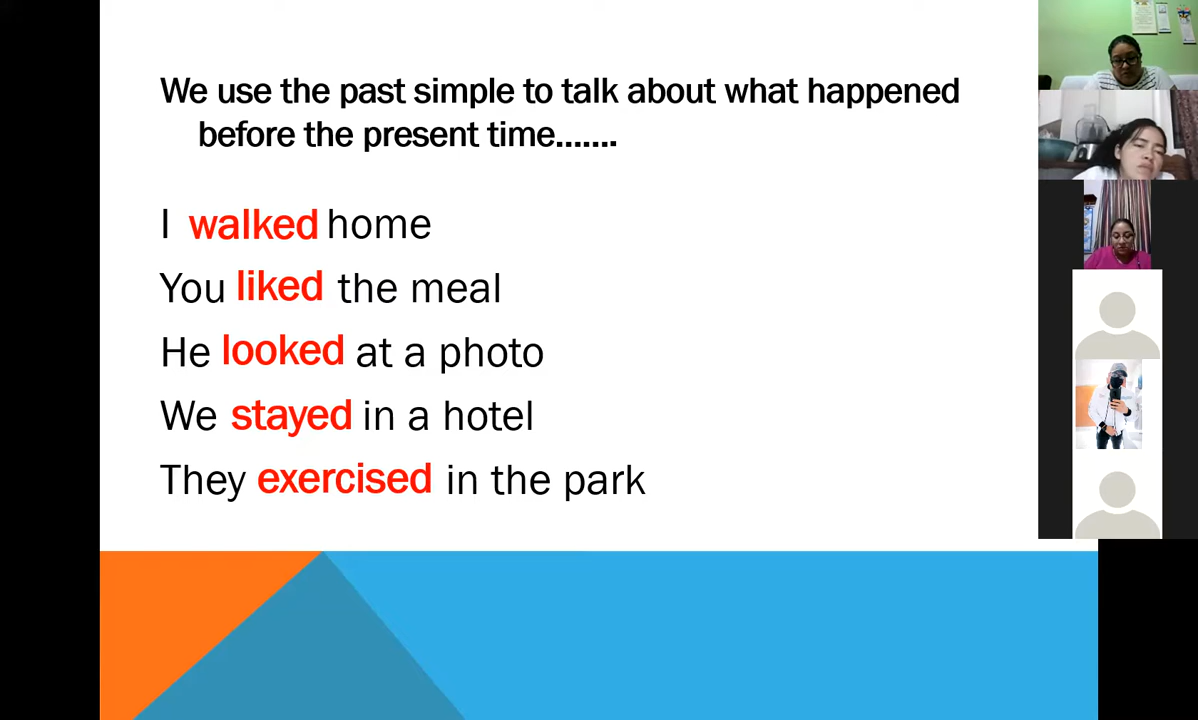 We use the past simple to talk about what happened
before the present time.......
I walked home
You liked the meal
He looked at a photo
We stayed in a hotel
They exercised in the park